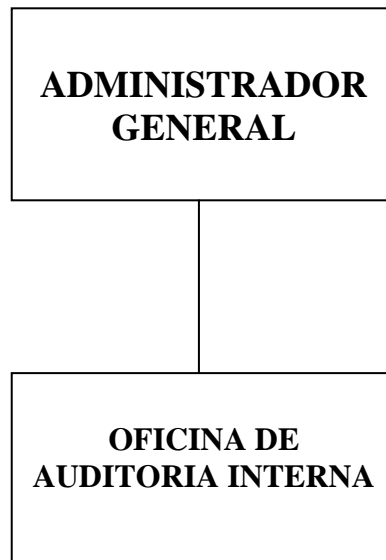 ADMINISTRADOR
GENERAL
OFICINA DE
AUDITORIA INTERNA